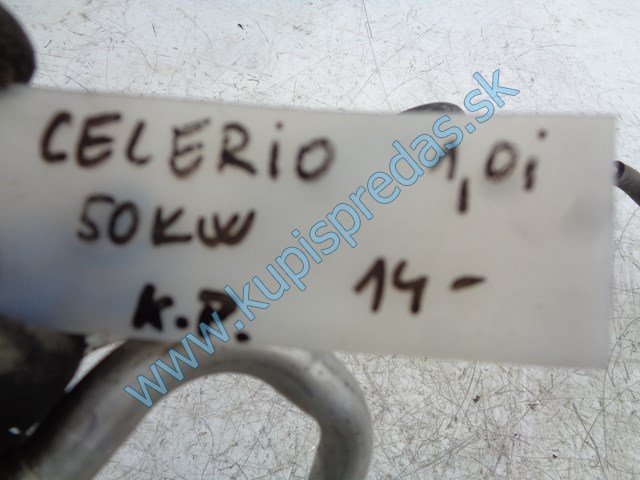 CELERIO 1,0i
50KW
K.P. 14-
www.kupispredas.sk